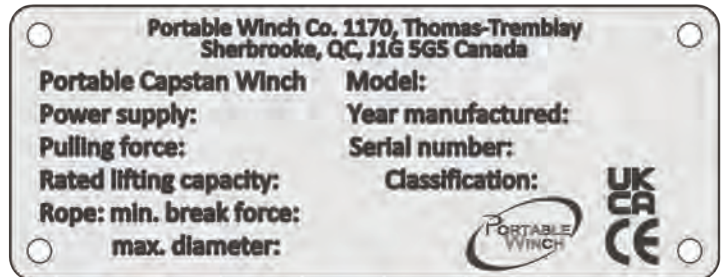 Portable Winch Co. 1170, Thomas-Tremblay
Sherbrooke, QC, J1G 5G5 Canada
Portable Capstan Winch Model:
Power supply: Year manufactured:
Pulling force: Serial number:
Rated lifting capacity: Classification:
Rope: min. break force:
max. diameter:
PORTABLE
WINCH
UK
CA
CE